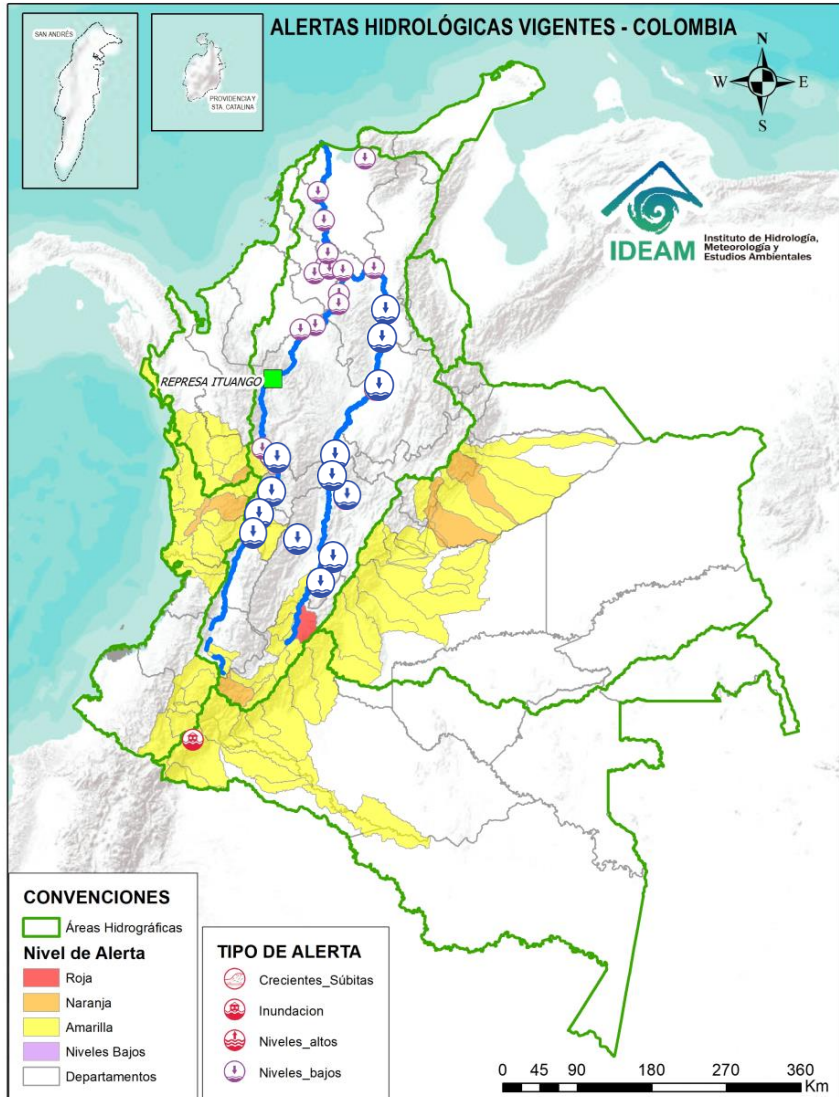 ALERTAS HIDROLÓGICAS VIGENTES - COLOMBIA
SAN ANDRÉS
PROVIDENCIA Y
STA. CATALINA
N
W
E
S
IDEAM
Instituto de Hidrología,
Meteorología y
Estudios Ambientales
REPRESA ITUANGO
CONVENCIONES
Áreas Hidrográficas
Nivel de Alerta
Roja
Naranja
Amarilla
Niveles Bajos
Departamentos
TIPO DE ALERTA
Crecientes_Súbitas
Inundacion
Niveles_altos
Niveles_bajos
0 45 90 180 270 360
Km